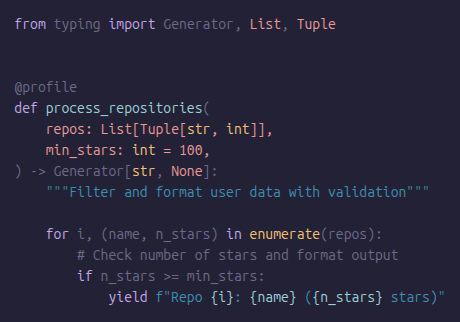 from typing import Generator, List, Tuple
@profile
def process_repositories(
    repos: List[Tuple[str, int]],
    min_stars: int = 100,
) -> Generator[str, None]:
    """Filter and format user data with validation"""
    for i, (name, n_stars) in enumerate(repos):
        # Check number of stars and format output
        if n_stars >= min_stars:
            yield f"Repo {i}: {name} ({n_stars} stars)"